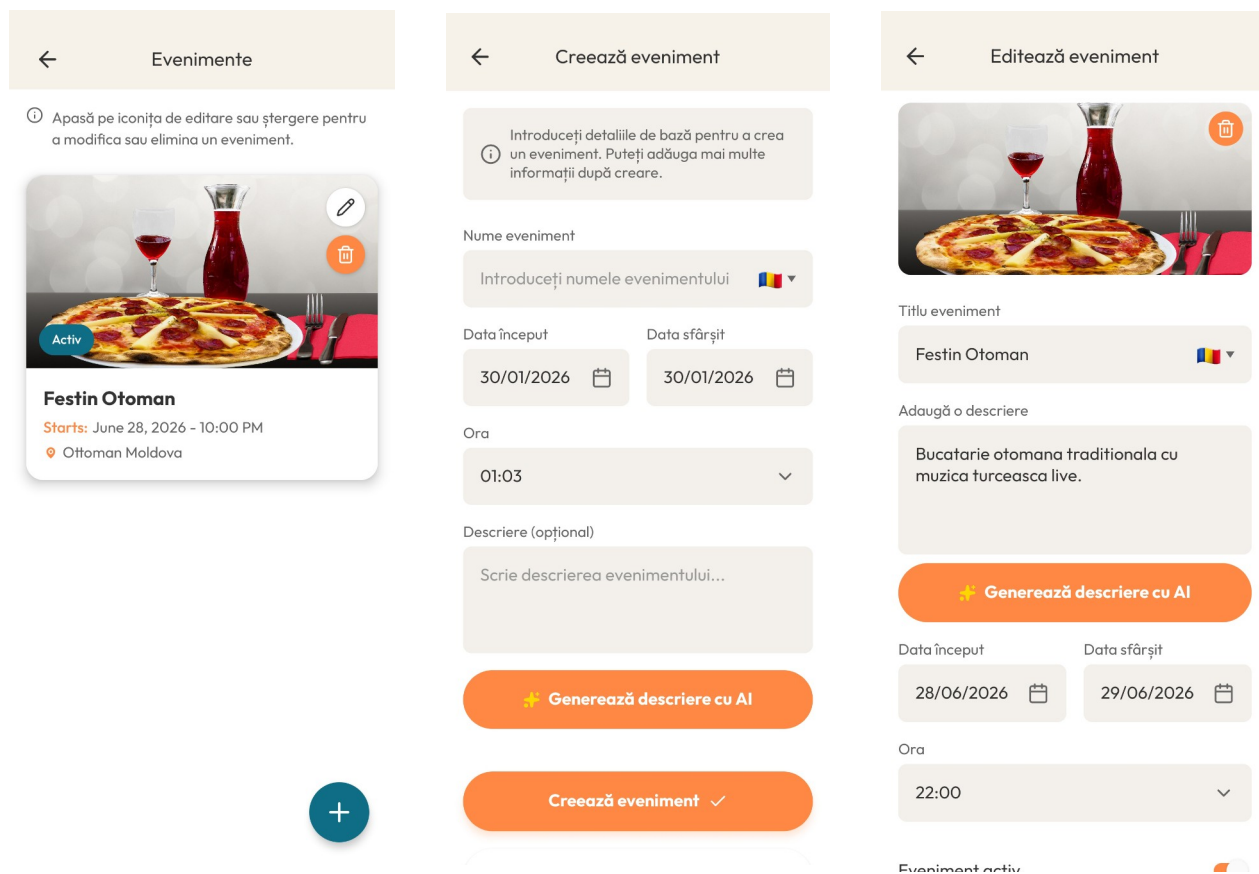 Evenimente
Apasă pe iconița de editare sau ștergere pentru
a modifica sau elimina un eveniment.
Activ
Festin Otoman
Starts: June 28, 2026 - 10:00 PM
Ottoman Moldova
Creează eveniment
Introduceți detaliile de bază pentru a crea
un eveniment. Puteți adăuga mai multe
informații după creare.
Nume eveniment
Introduceți numele evenimentului
Data început
Data sfârșit
30/01/2026
30/01/2026
Ora
01:03
Descriere (opțional)
Scrie descrierea evenimentului...
Generează descriere cu AI
Creează eveniment
Editează eveniment
Titlu eveniment
Festin Otoman
Adaugă o descriere
Bucatarie otomana traditionala cu
muzica turceasca live.
Generează descriere cu AI
Data început
Data sfârșit
28/06/2026
29/06/2026
Ora
22:00
Eveniment activ